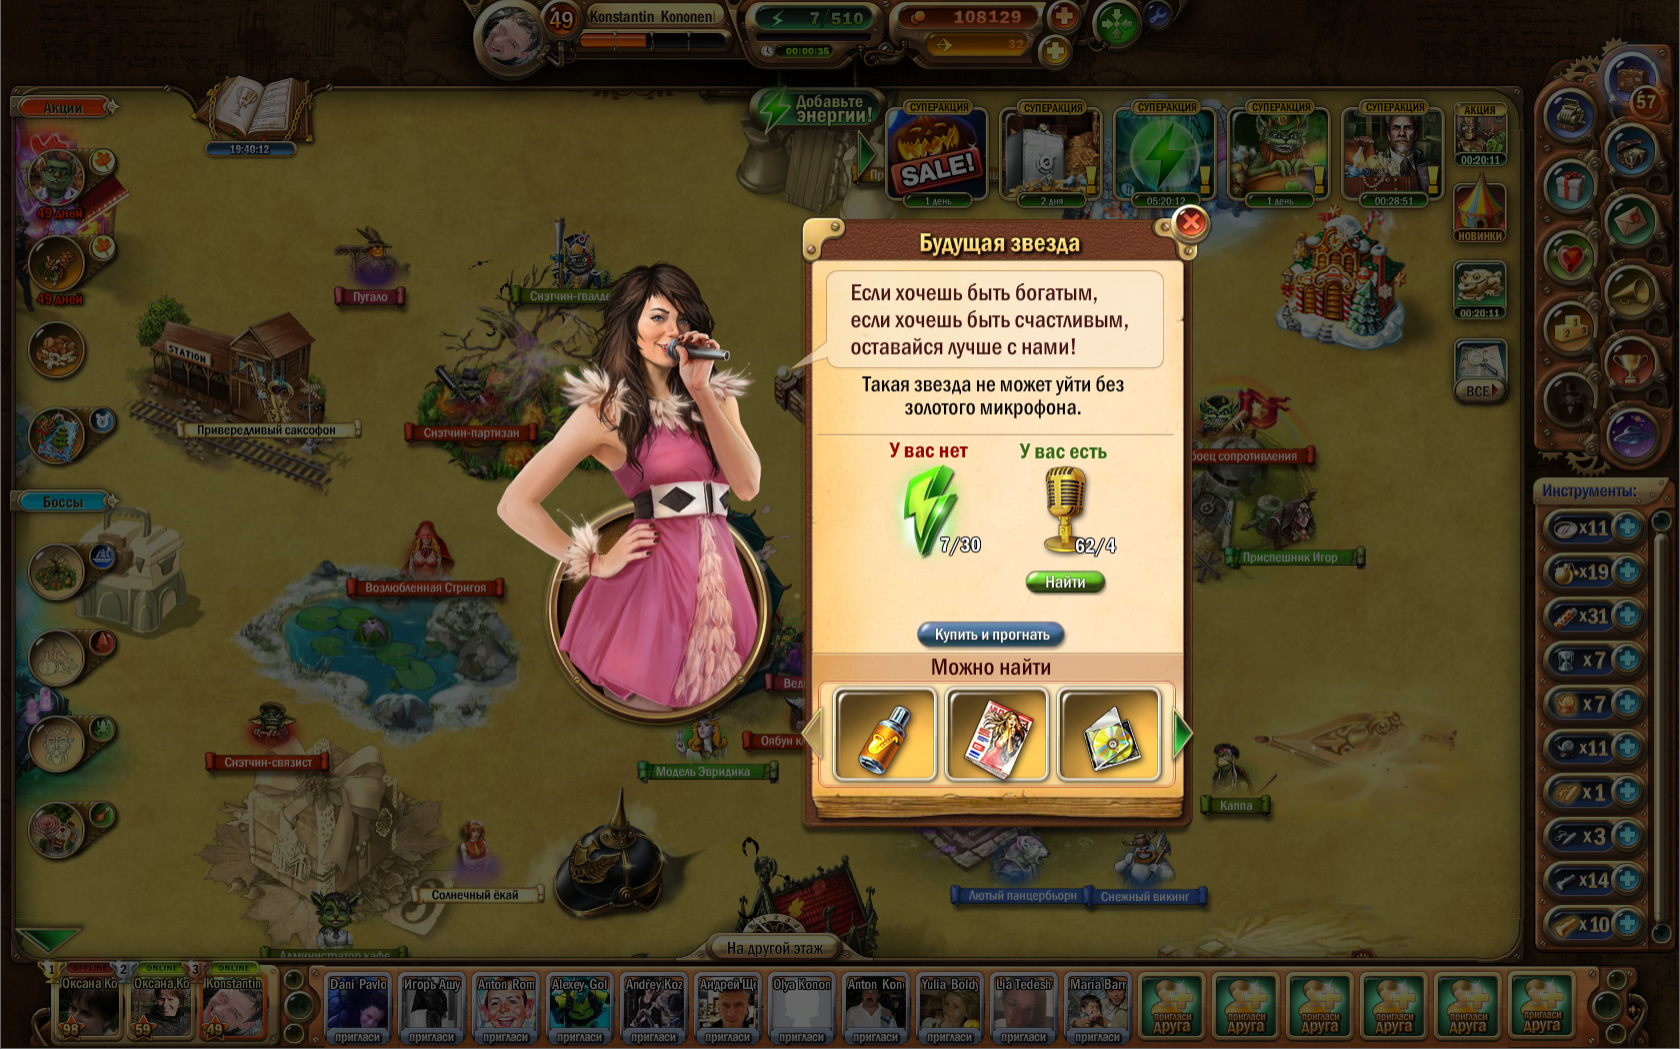 49
Konstantin Kononen
7/510
00:00:35
108129
32
Акции
19:40:12
Добавьте
энергии!
СУПЕРАКЦИЯ
СУПЕРАКЦИЯ
СУПЕРАКЦИЯ
СУПЕРАКЦИЯ
СУПЕРАКЦИЯ
АКЦИЯ
SALE!
1 день
2 дня
05:20:12
1 день
00:28:51
00:20:11
57
49 дней
49 дней
НОВИНКИ
00:20:11
ВСЕ
Пугало
Снэтчин-гвалде
STATION
Привередливый саксофон
Снэтчин-партизан
Будущая звезда
Если хочешь быть богатым,
если хочешь быть счастливым,
оставайся лучше с нами!
Такая звезда не может уйти без
золотого микрофона.
У вас нет
У вас есть
7/30
62/4
Найти
Купить и прогнать
Можно найти
боец сопротивления
Приспешник Игор
Боссы
Возлюбленная Стригоя
Снэтчин-связист
Вед
Оябун к
Модель Эвридика
Каппа
Солнечный ёкай
Лютый панцербьорн
Снежный викинг
Администратор кафе
На другой этаж
Инструменты:
x11
x19
x31
x7
x7
x11
x1
x3
x14
x10
1
OFFLINE
2
ONLINE
3
ONLINE
Оксана Ко
Оксана Ко
Konstantin
98
59
49
Dani Pavlo
Игорь Ашу
Anton Rom
Alexey Gol
Andrey Koz
Андрей Щ
Olya Konon
Anton Kon
Yulia Boldy
Lia Tedesh
Maria Barr
пригласи
пригласи
пригласи
пригласи
пригласи
пригласи
пригласи
пригласи
пригласи
пригласи
пригласи
пригласи
друга
пригласи
друга
пригласи
друга
пригласи
друга
пригласи
друга
пригласи
друга